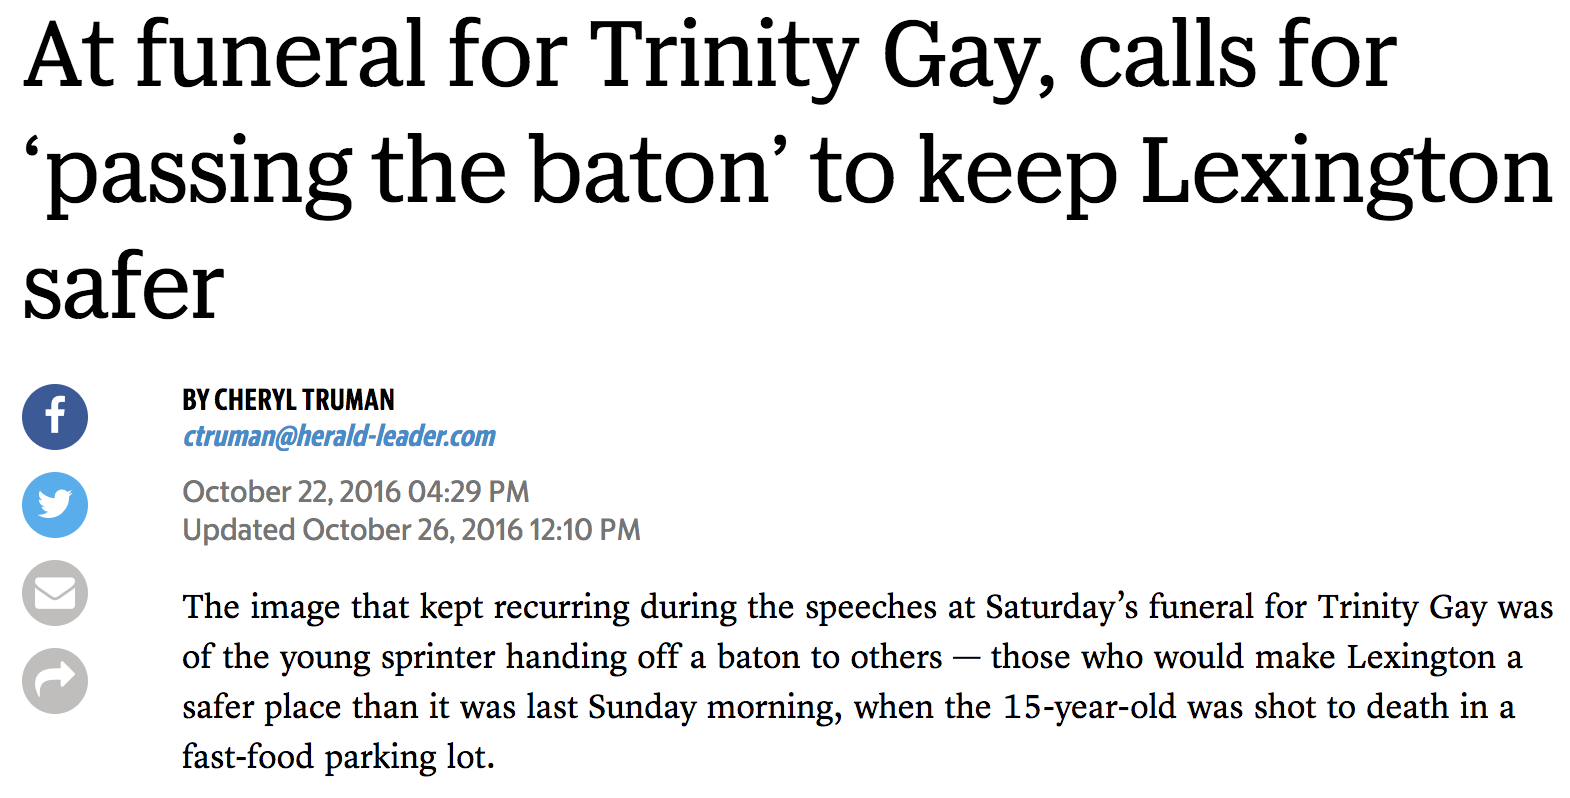 At funeral for Trinity Gay, calls for
‘passing the baton’ to keep Lexington
safer
BY CHERYL TRUMAN
ctruman@herald-leader.com
October 22, 2016 04:29 PM
Updated October 26, 2016 12:10 PM
The image that kept recurring during the speeches at Saturday’s funeral for Trinity Gay was
of the young sprinter handing off a baton to others — those who would make Lexington a
safer place than it was last Sunday morning, when the 15-year-old was shot to death in a
fast-food parking lot.